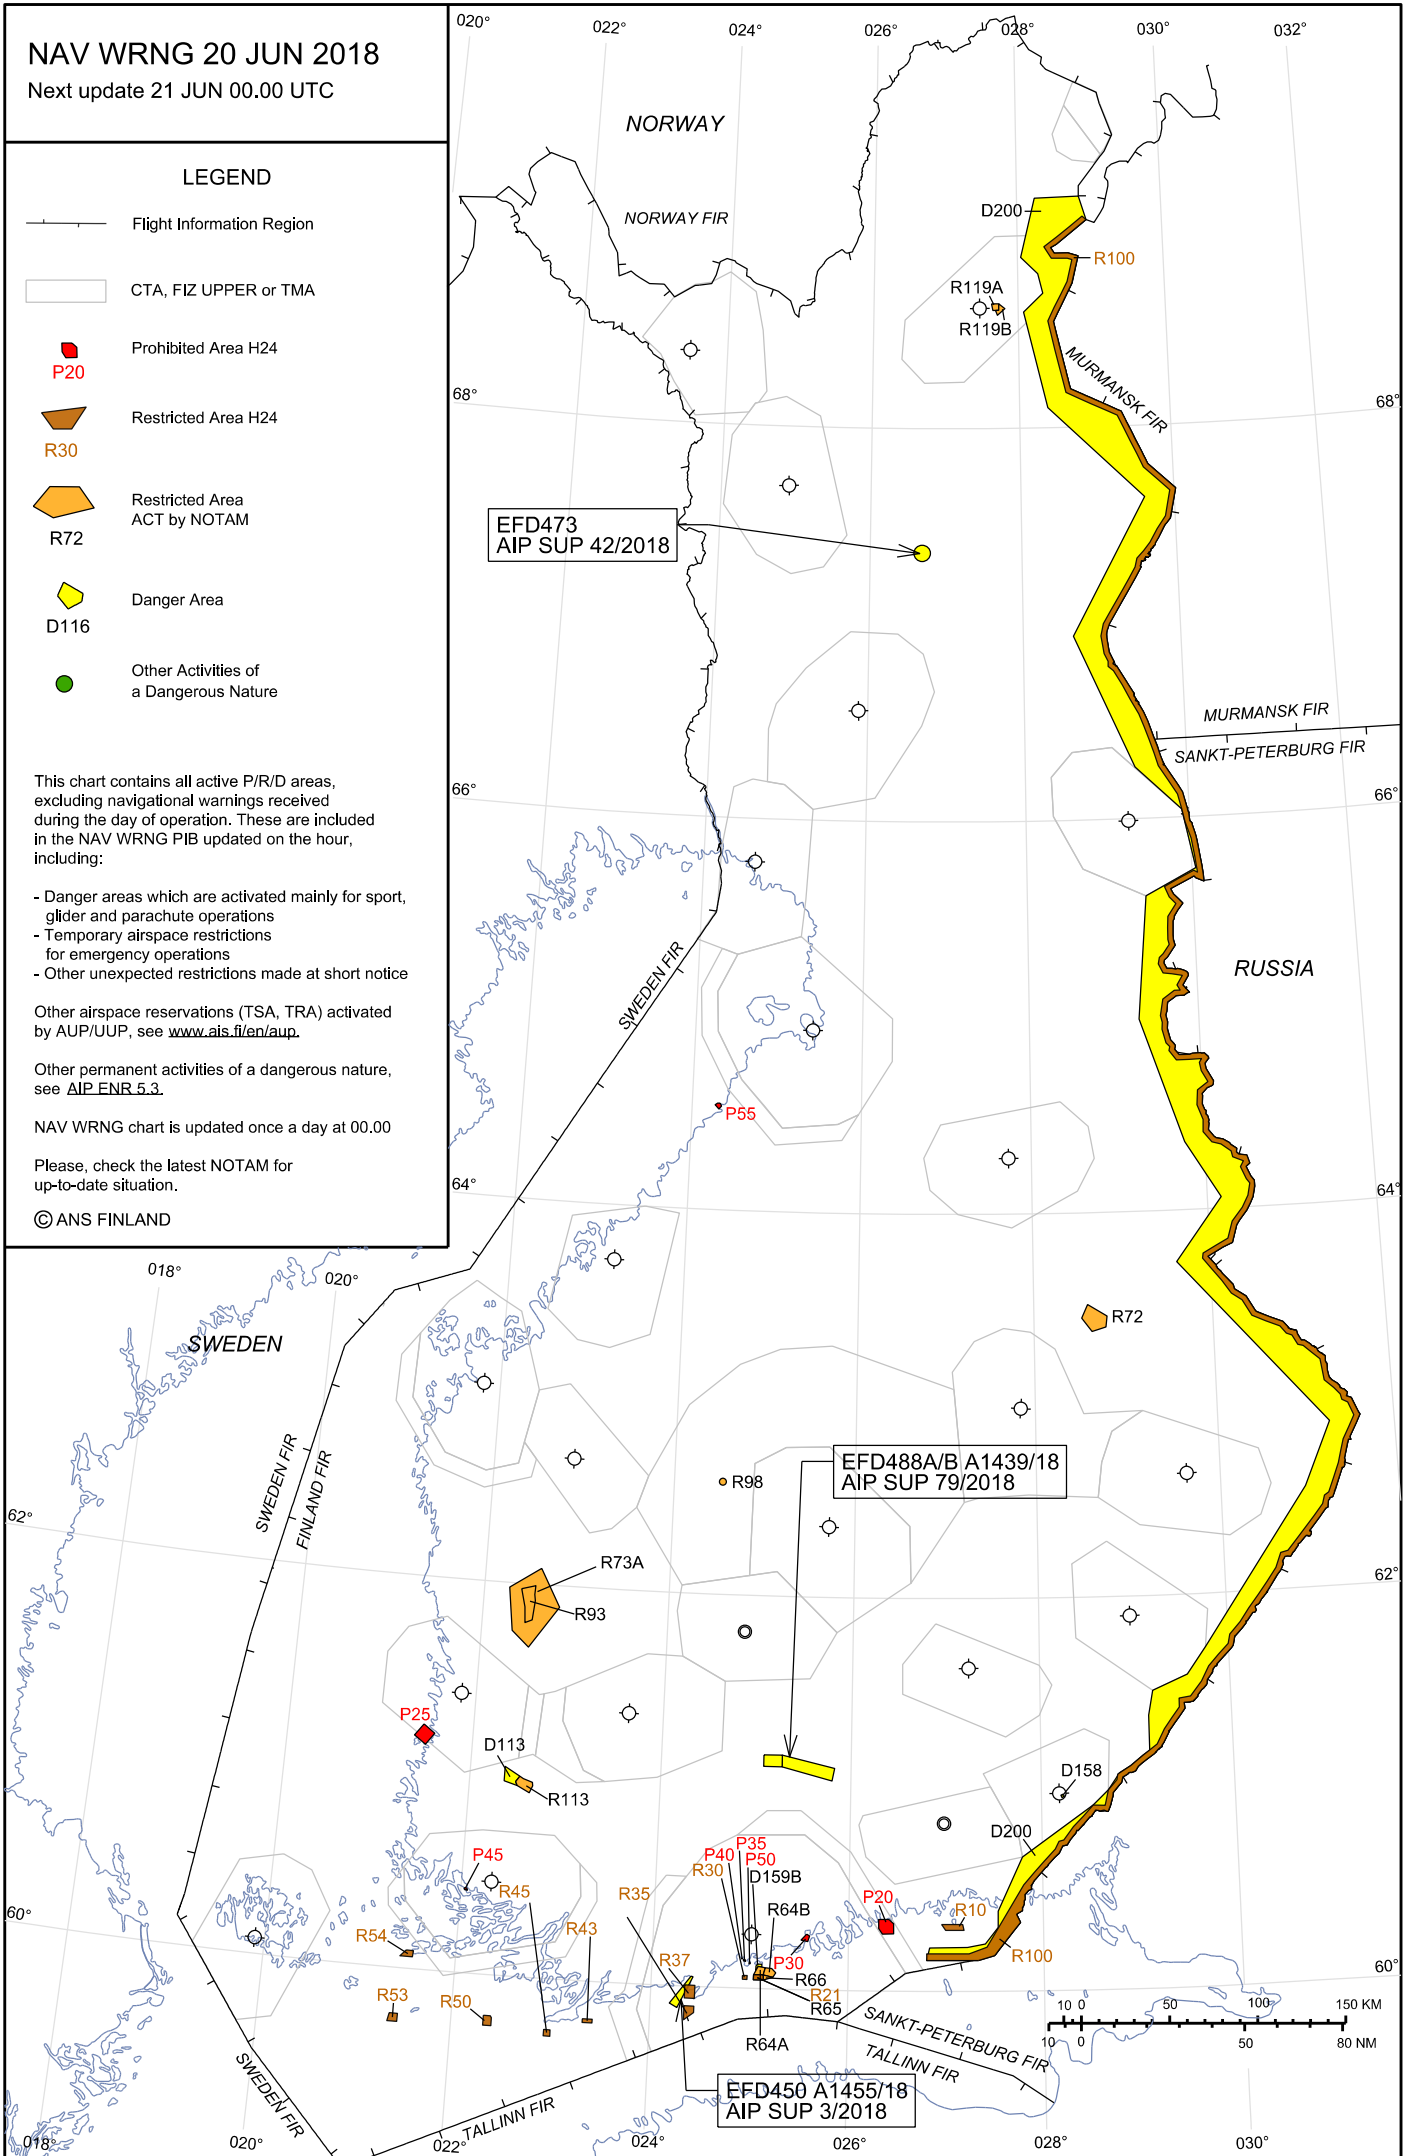 NAV WRNG 20 JUN 2018
Next update 21 JUN 00.00 UTC
LEGEND
Flight Information Region
CTA, FIZ UPPER or TMA
Prohibited Area H24
P20
Restricted Area H24
R30
Restricted Area
ACT by NOTAM
R72
Danger Area
D116
Other Activities of
a Dangerous Nature
This chart contains all active P/R/D areas,
excluding navigational warnings received
during the day of operation. These are included
in the NAV WRNG PIB updated on the hour,
including:
- Danger areas which are activated mainly for sport,
glider and parachute operations
- Temporary airspace restrictions
for emergency operations
- Other unexpected restrictions made at short notice
Other airspace reservations (TSA, TRA) activated
by AUP/UUP, see www.ais.fi/en/aup.
Other permanent activities of a dangerous nature,
see AIP ENR 5.3.
NAV WRNG chart is updated once a day at 00.00
Please, check the latest NOTAM for
up-to-date situation.
© ANS FINLAND
020°
022°
024°
026°
028°
030°
032°
NORWAY
NORWAY FIR
D200
R100
R119A
R119B
MURMANSK FIR
68°
68°
EFD473
AIP SUP 42/2018
MURMANSK FIR
SANKT-PETERBURG FIR
66°
66°
SWEDEN FIR
RUSSIA
P55
64°
64°
018°
020°
SWEDEN
R72
SWEDEN FIR
FINLAND FIR
EFD488A/B A1439/18
AIP SUP 79/2018
R98
62°
62°
R73A
R93
P25
D113
R113
D158
D200
P45
R45
R35
P40
P35
P50
R30
D159B
R64B
P20
R10
R54
R43
R37
P30
R66
R100
R53
R50
R21
R65
R64A
60°
60°
10 0 50 100 150 KM
10 0 50 80 NM
SANKT-PETERBURG FIR
TALLINN FIR
SWEDEN FIR
TALLINN FIR
EFD450 A1455/18
AIP SUP 3/2018
018°
020°
022°
024°
026°
028°
030°